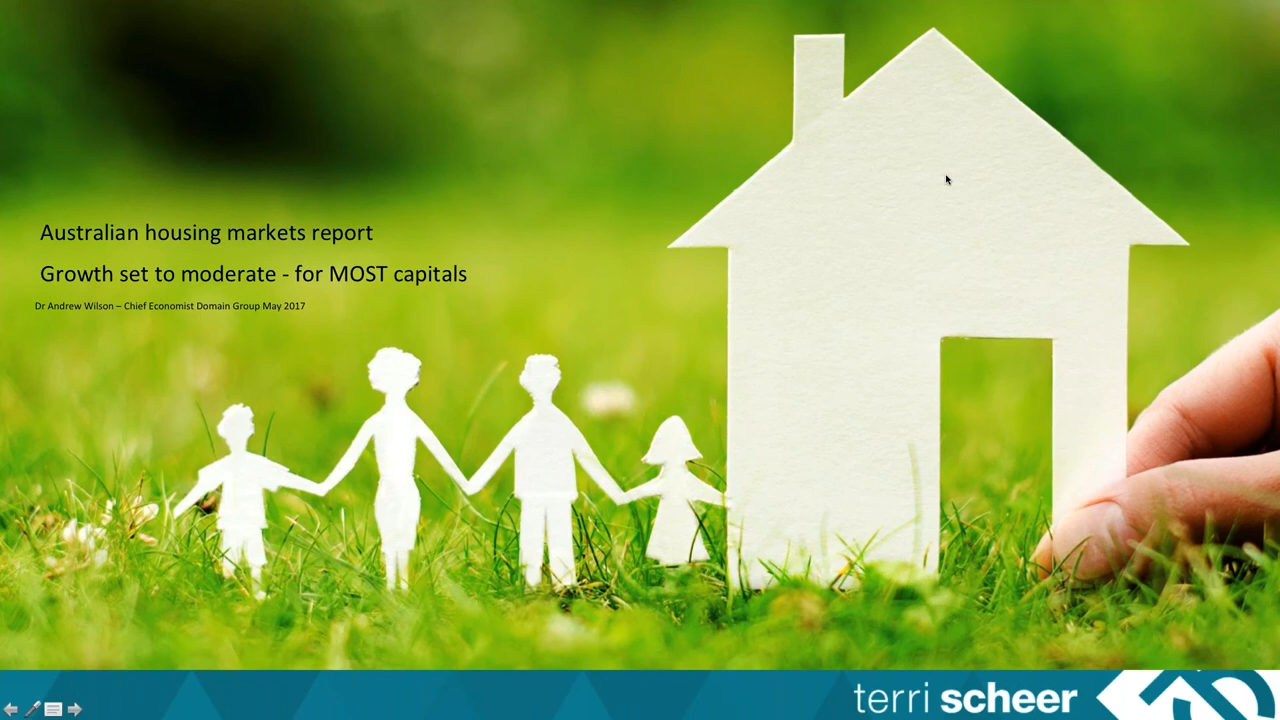 Australian housing markets report
Growth set to moderate - for MOST capitals
Dr Andrew Wilson – Chief Economist Domain Group May 2017
terri scheer